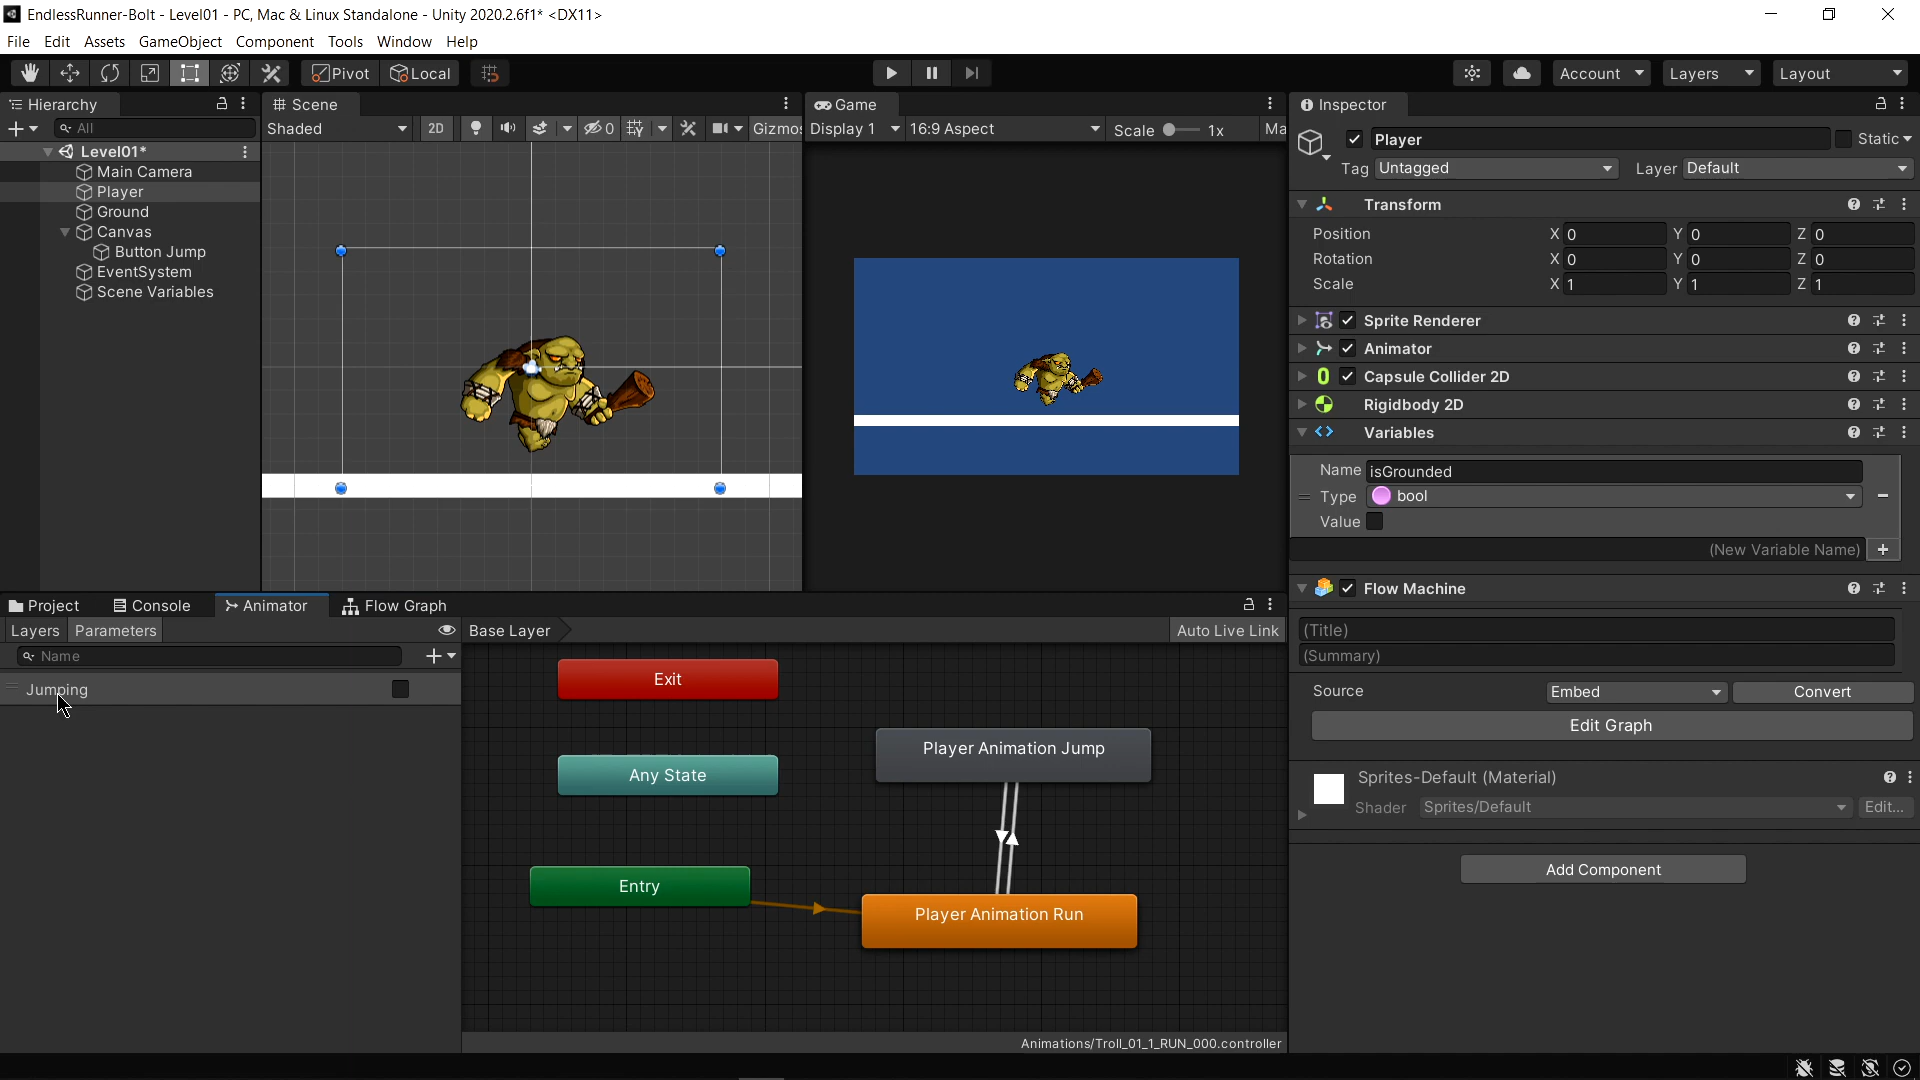 EndlessRunner-Bolt - Level01 - PC, Mac & Linux Standalone - Unity 2020.2.6f1* <DX11>
File Edit Assets GameObject Component Tools Window Help
Pivot Local Account Layers Layout
Hierarchy
All
Level01*
Main Camera
Player
Ground
Canvas
Button Jump
EventSystem
Scene Variables
Scene
Shaded 2D 0 Gizmos
Game
Display 1 16:9 Aspect Scale 1x Ma
Inspector
Player Static
Tag Untagged Layer Default
Transform
Position X 0 Y 0 Z 0
Rotation X 0 Y 0 Z 0
Scale X 1 Y 1 Z 1
Sprite Renderer
Animator
Capsule Collider 2D
Rigidbody 2D
Variables
Name isGrounded
Type bool
Value
(New Variable Name)
Flow Machine
(Title)
(Summary)
Source Embed Convert
Edit Graph
Sprites-Default (Material)
Shader Sprites/Default Edit...
Add Component
Project Console Animator Flow Graph
Layers Parameters Base Layer Auto Live Link
Name
Jumping
Exit
Any State
Entry
Player Animation Jump
Player Animation Run
Animations/Troll_01_1_RUN_000.controller